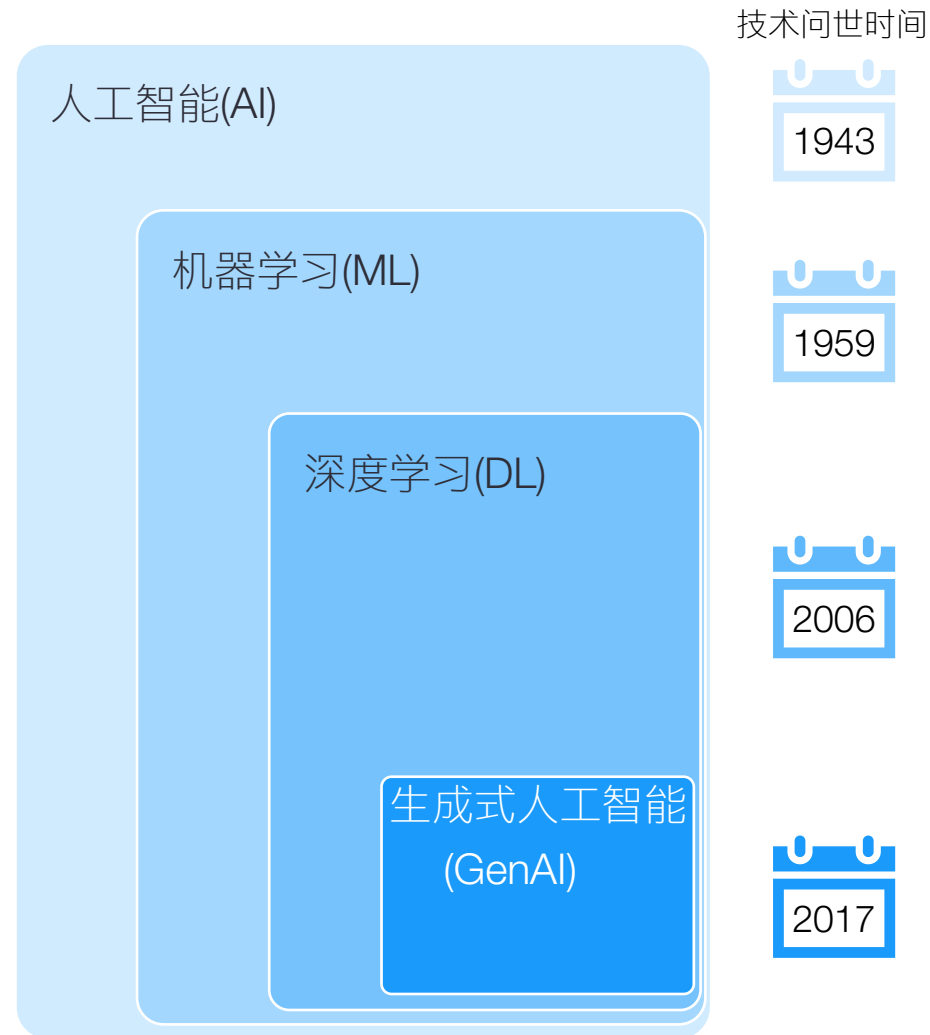 技术问世时间
人工智能(AI)
1943
机器学习(ML)
1959
深度学习(DL)
2006
生成式人工智能
(GenAI)
2017